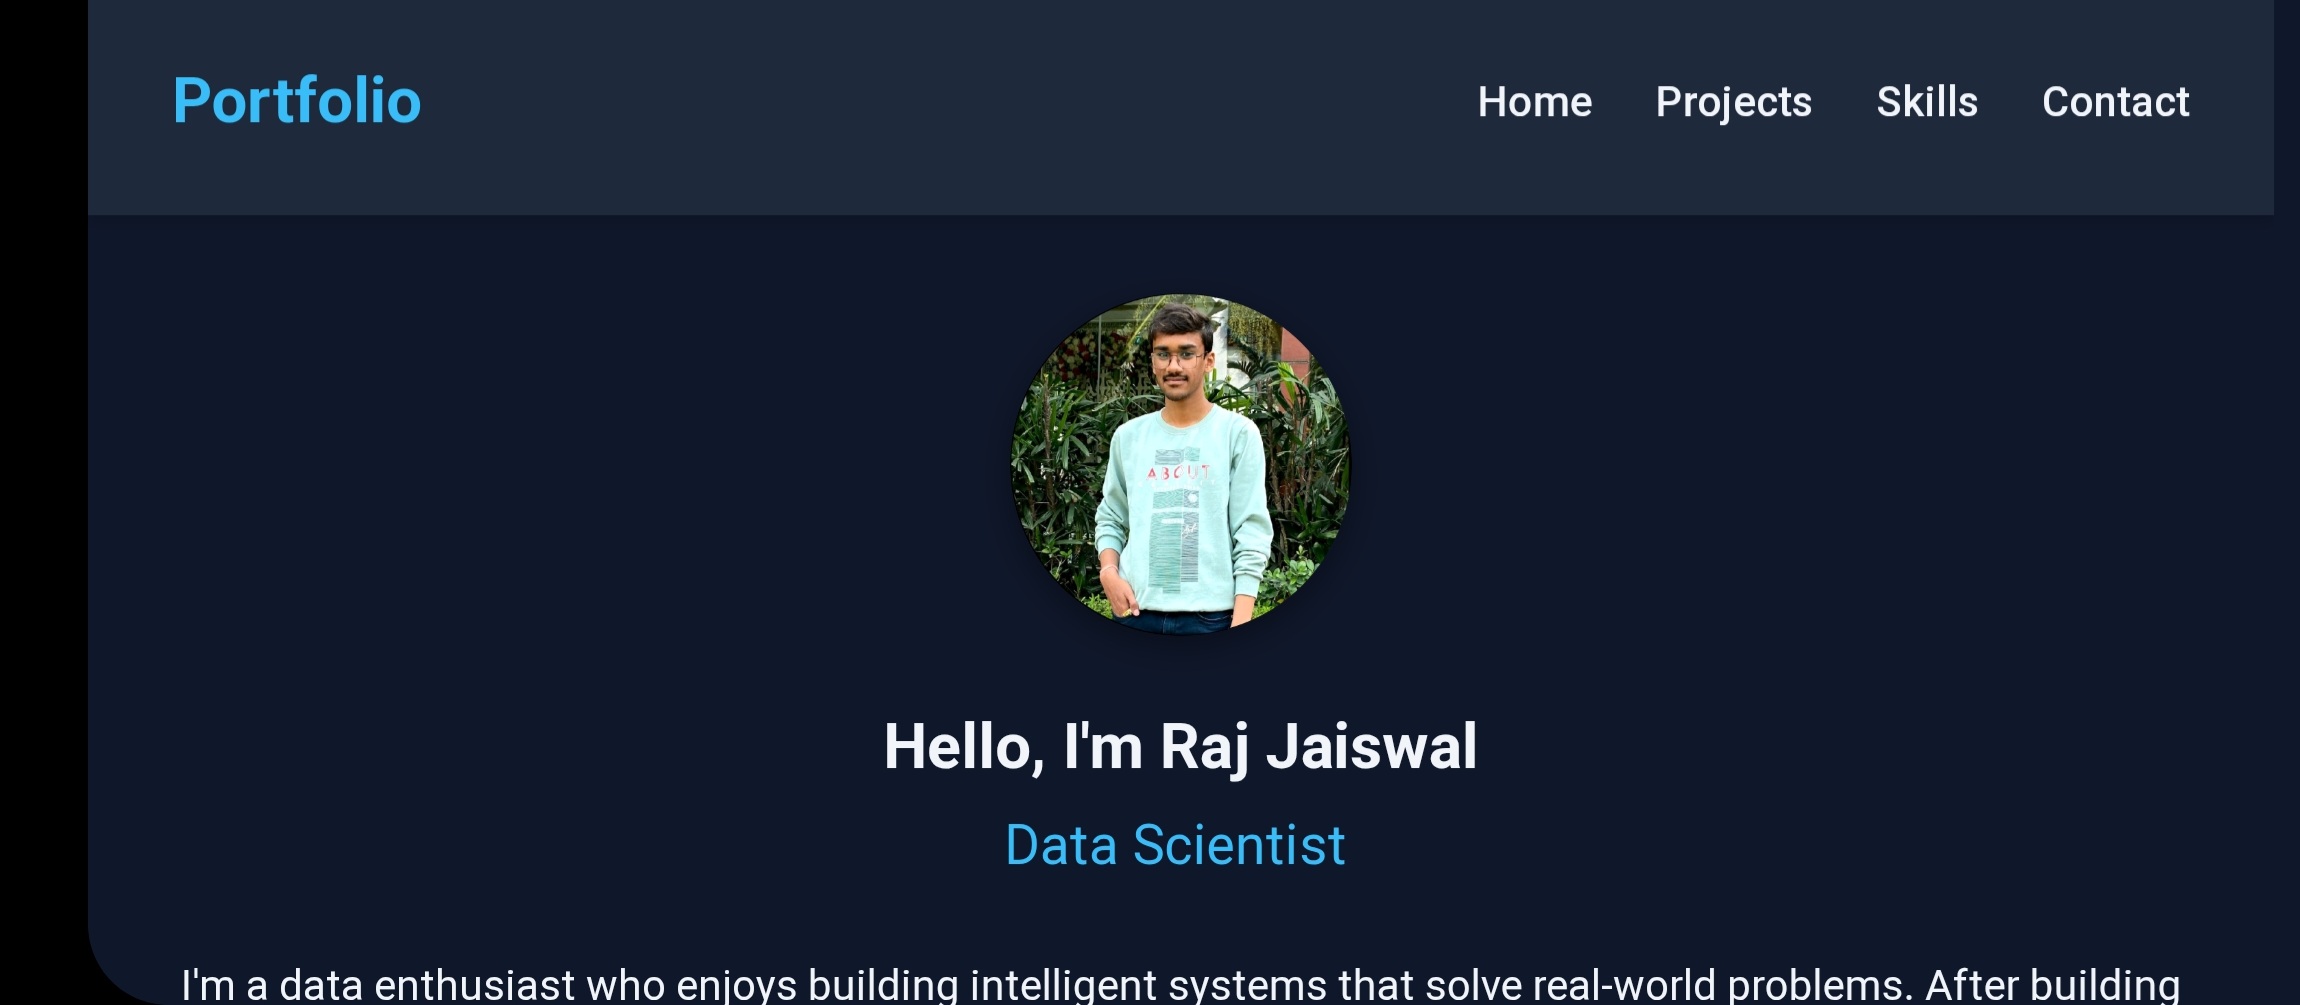 Portfolio
Home Projects Skills Contact
ABOUT
Hello, I'm Raj Jaiswal
Data Scientist
I'm a data enthusiast who enjoys building intelligent systems that solve real-world problems. After building